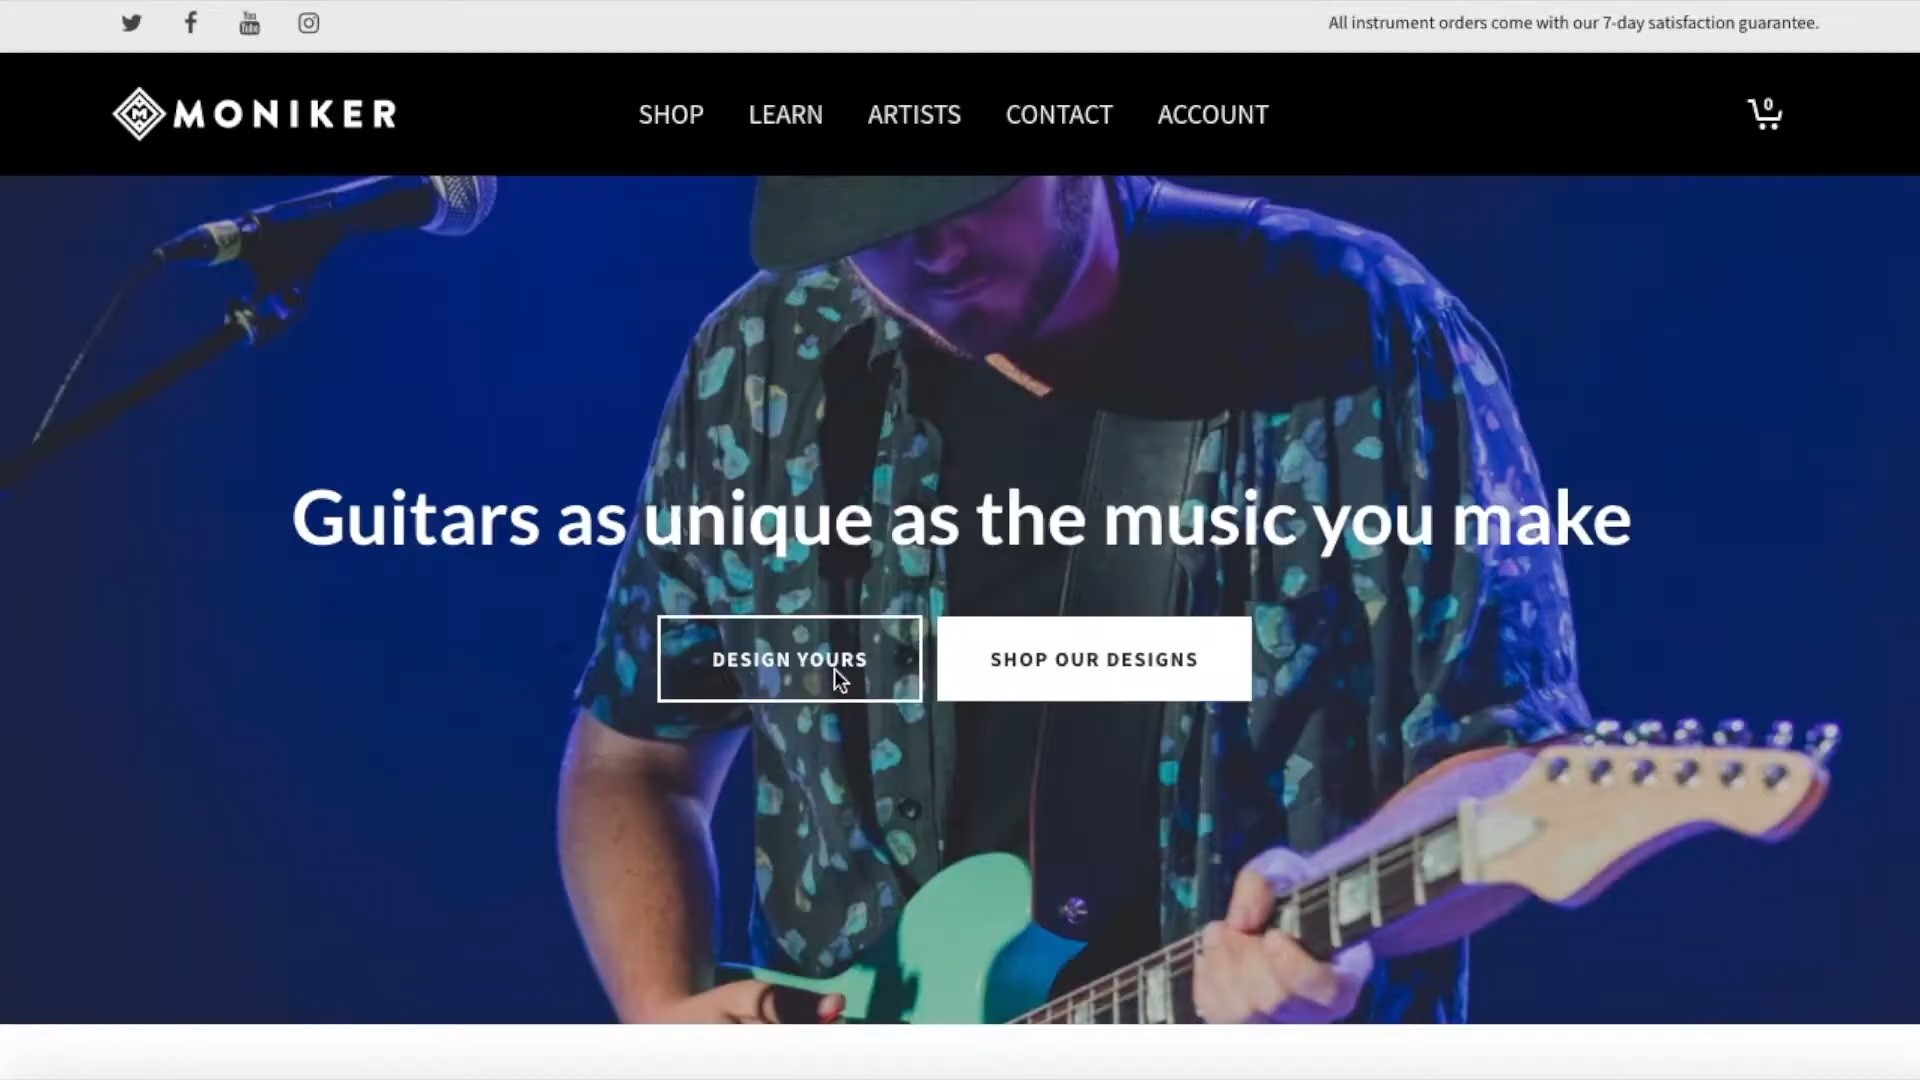 All instrument orders come with our 7-day satisfaction guarantee.
MONIKER
SHOP LEARN ARTISTS CONTACT ACCOUNT
0
Guitars as unique as the music you make
DESIGN YOURS
SHOP OUR DESIGNS